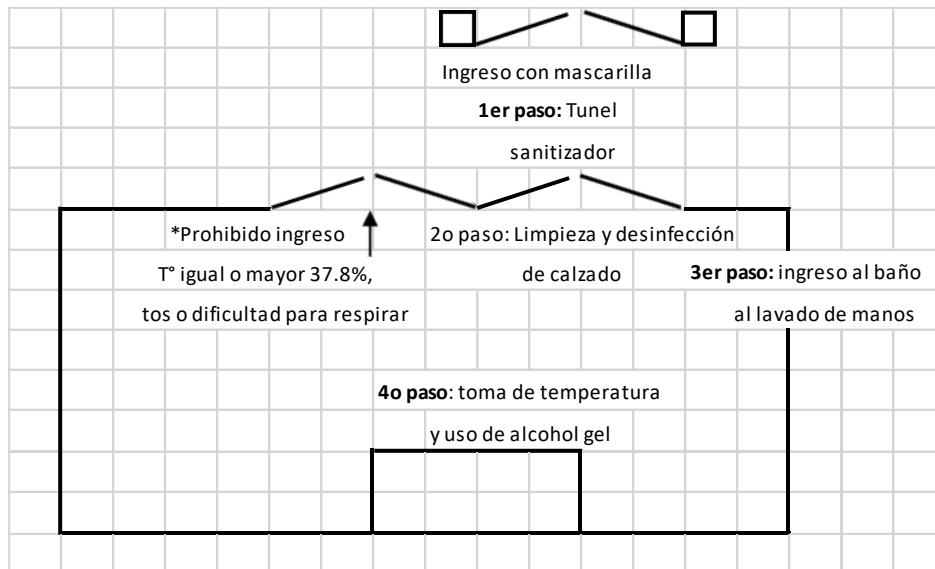 Ingreso con mascarilla
1er paso: Tunel
sanitizador
*Prohibido ingreso
T° igual o mayor 37.8%,
tos o dificultad para respirar
2o paso: Limpieza y desinfección
de calzado
3er paso: ingreso al baño
al lavado de manos
4o paso: toma de temperatura
y uso de alcohol gel